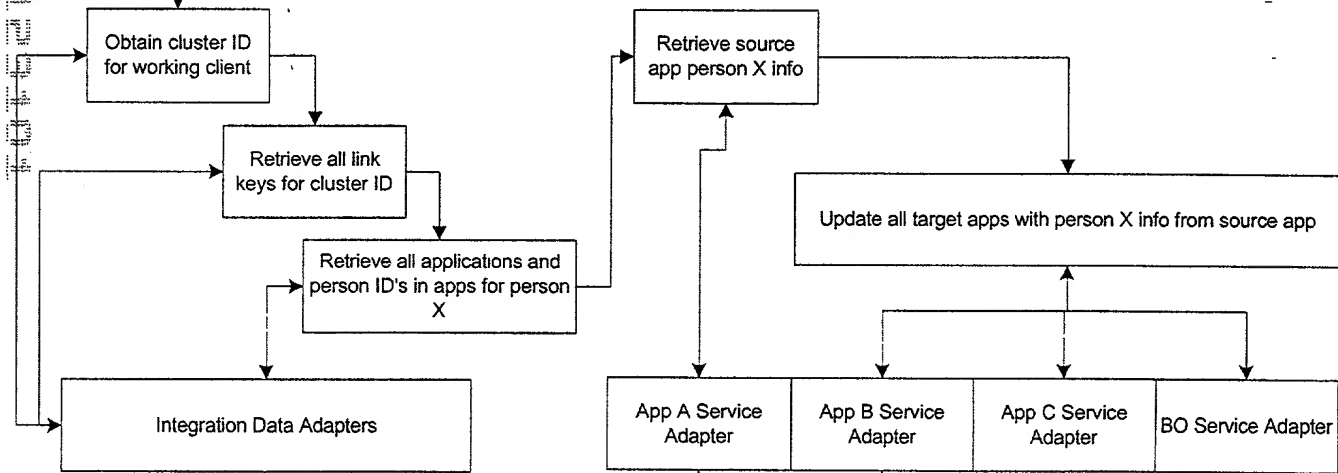 Obtain cluster ID
for working client
Retrieve source
app person X info
Retrieve all link
keys for cluster ID
Update all target apps with person X info from source app
Retrieve all applications and
person ID's in apps for person
X
Integration Data Adapters
App A Service
Adapter
App B Service
Adapter
App C Service
Adapter
BO Service Adapter